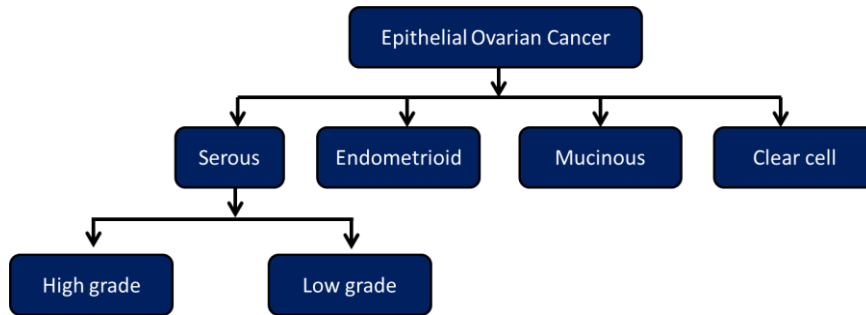 Epithelial Ovarian Cancer
Serous
Endometrioid
Mucinous
Clear cell
High grade
Low grade